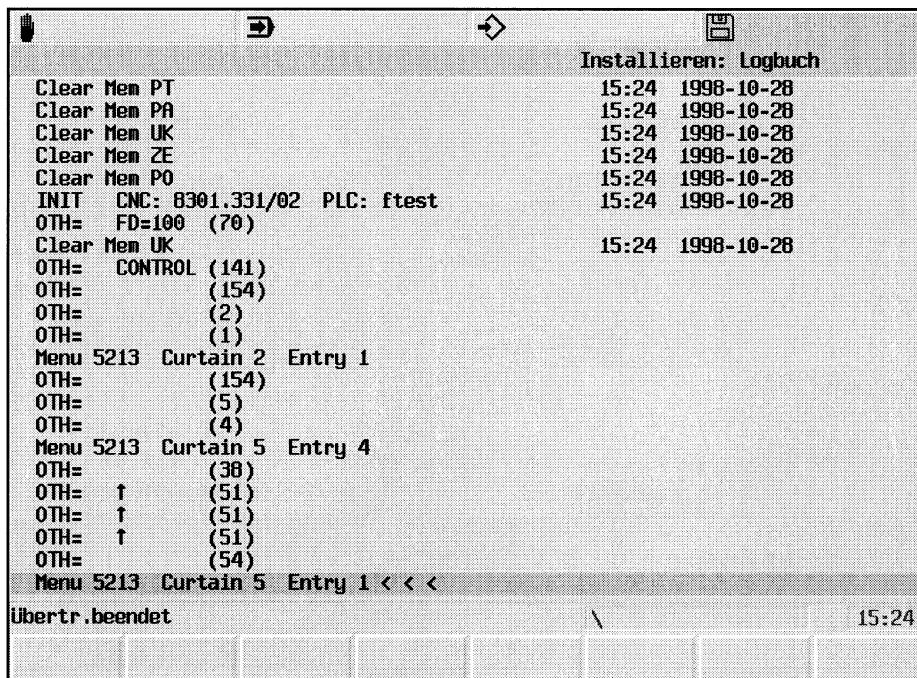 Installieren: Logbuch
Clear Mem PT 15:24 1998-10-28
Clear Mem PA 15:24 1998-10-28
Clear Mem UK 15:24 1998-10-28
Clear Mem ZE 15:24 1998-10-28
Clear Mem PO 15:24 1998-10-28
INIT CNC: 8301.331/02 PLC: ftest 15:24 1998-10-28
OTH= FD=100 (70)
Clear Mem UK 15:24 1998-10-28
OTH= CONTROL (141)
OTH= (154)
OTH= (2)
OTH= (1)
Menu 5213 Curtain 2 Entry 1
OTH= (154)
OTH= (5)
OTH= (4)
Menu 5213 Curtain 5 Entry 4
OTH= (38)
OTH= ↑ (51)
OTH= ↑ (51)
OTH= ↑ (51)
OTH= (54)
Menu 5213 Curtain 5 Entry 1 < < <
Übertr.beendet \ 15:24